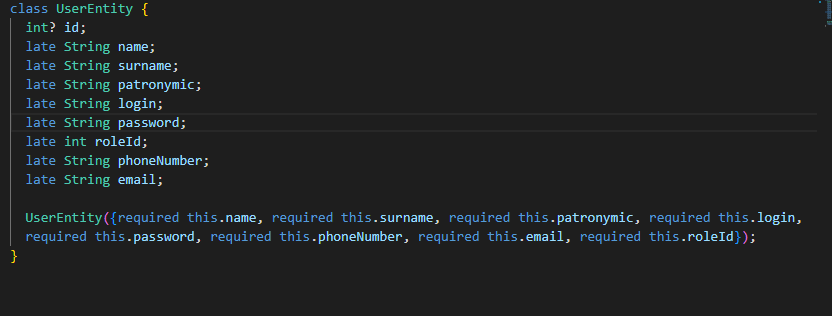 class UserEntity {
int? id;
late String name;
late String surname;
late String patronymic;
late String login;
late String password;
late int roleId;
late String phoneNumber;
late String email;
UserEntity({required this.name, required this.surname, required this.patronymic, required this.login,
required this.password, required this.phoneNumber, required this.email, required this.roleId});
}